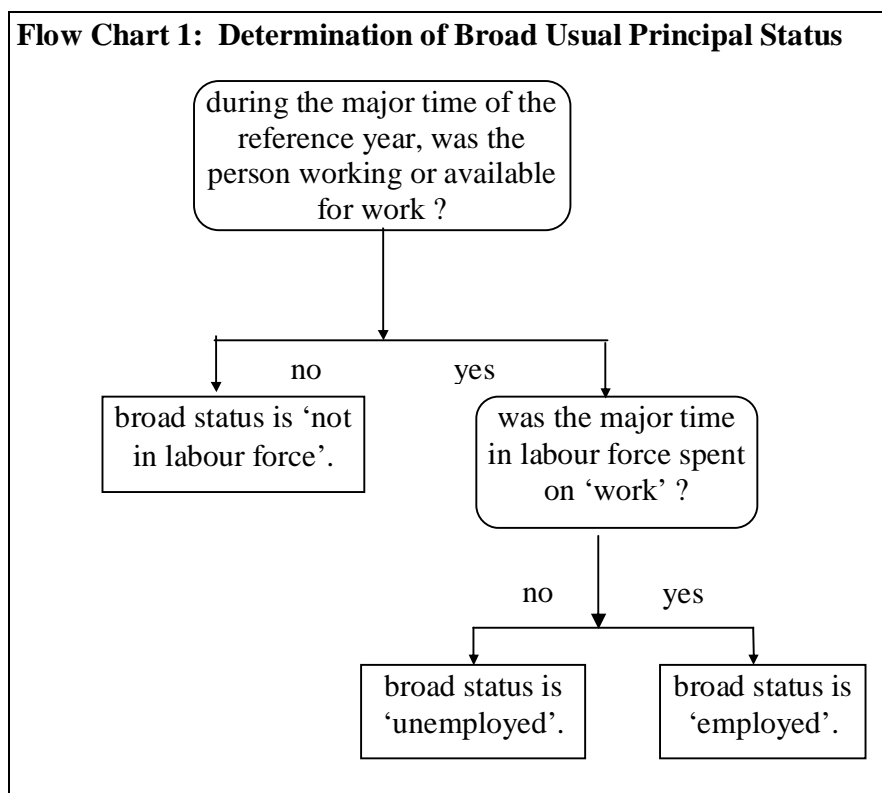 Flow Chart 1:  Determination of Broad Usual Principal Status
during the major time of the
reference year, was the
person working or available
for work ?
no
yes
broad status is ‘not
in labour force’.
was the major time
in labour force spent
on ‘work’ ?
no
yes
broad status is
‘unemployed’.
broad status is
‘employed’.